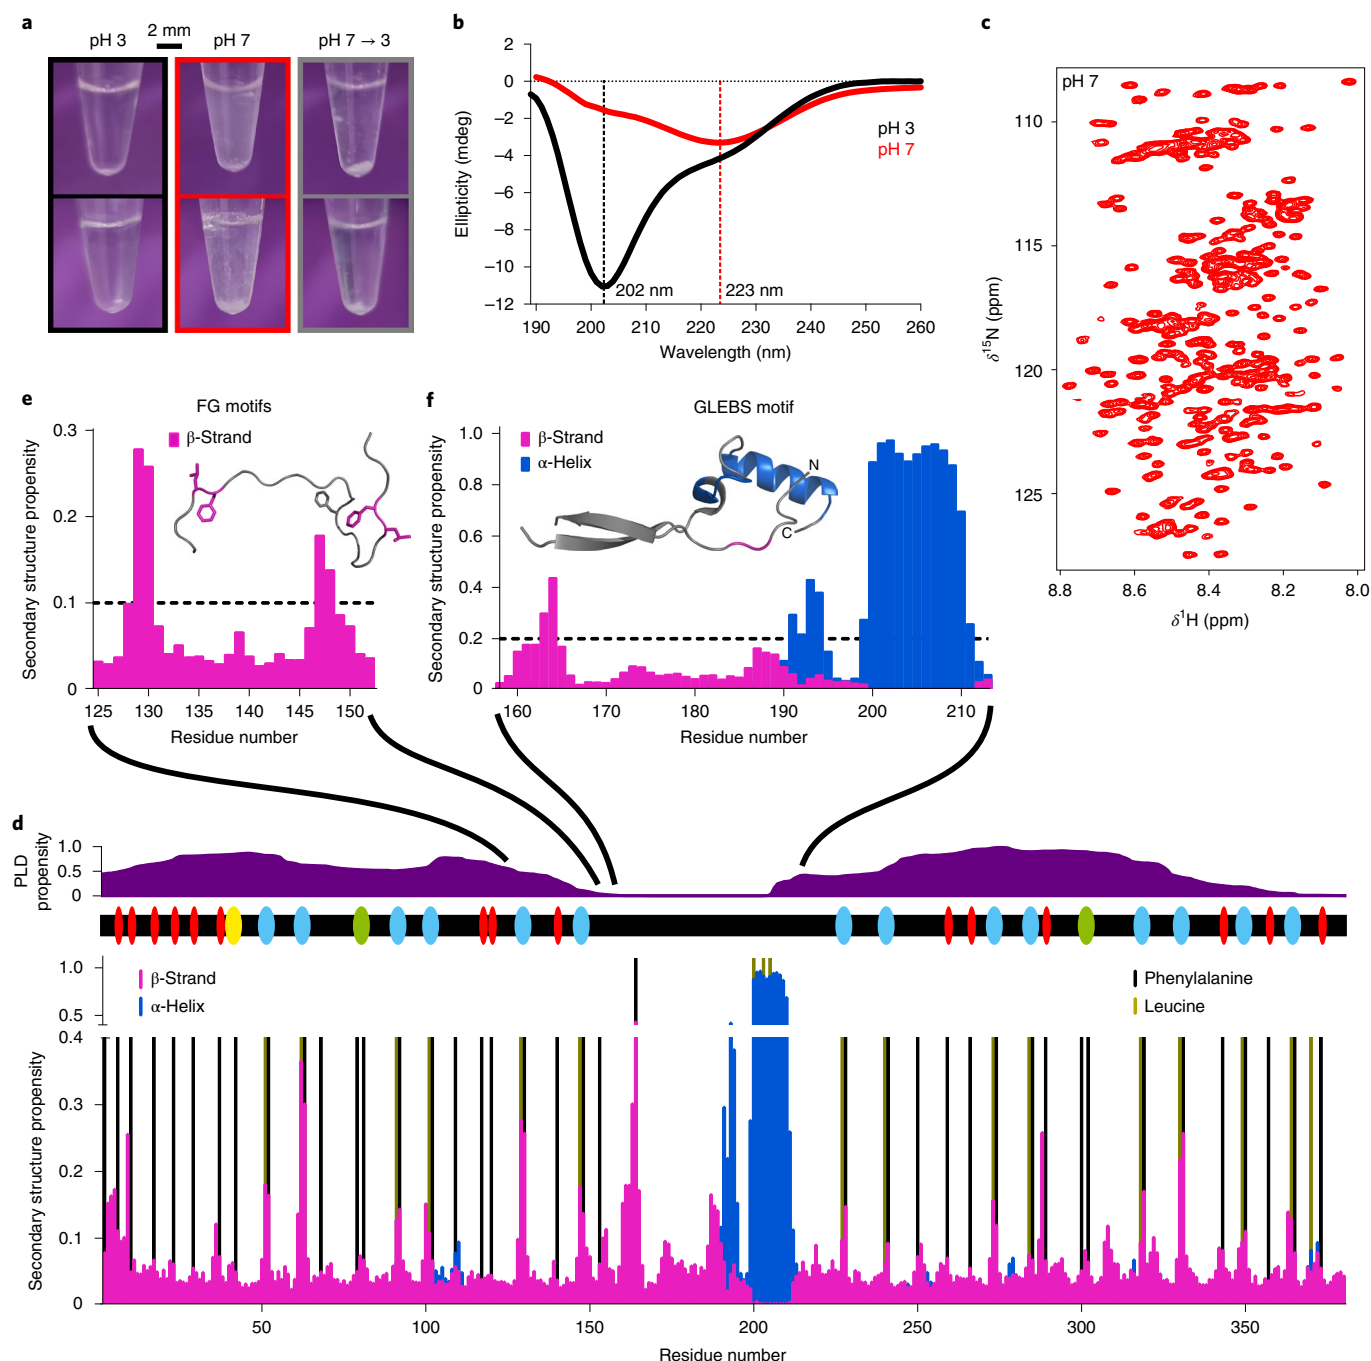 a
2 mm
pH 3
pH 7
pH 7 → 3
b
2
0
−2
−4
−6
−8
−10
−12
Ellipticity (mdeg)
pH 3
pH 7
202 nm
223 nm
190 200 210 220 230 240 250 260
Wavelength (nm)
c
pH 7
110
115
120
125
δ15N (ppm)
8.8 8.6 8.4 8.2 8.0
δ1H (ppm)
e
FG motifs
β-Strand
0.3
0.2
0.1
0
Secondary structure propensity
125 130 135 140 145 150
Residue number
f
GLEBS motif
β-Strand
α-Helix
N
C
1.0
0.8
0.6
0.4
0.2
0
Secondary structure propensity
160 170 180 190 200 210
Residue number
d
PLD
propensity
1.0
0.5
0
β-Strand
α-Helix
Phenylalanine
Leucine
1.0
0.5
0.4
0.3
0.2
0.1
0
Secondary structure propensity
50 100 150 200 250 300 350
Residue number